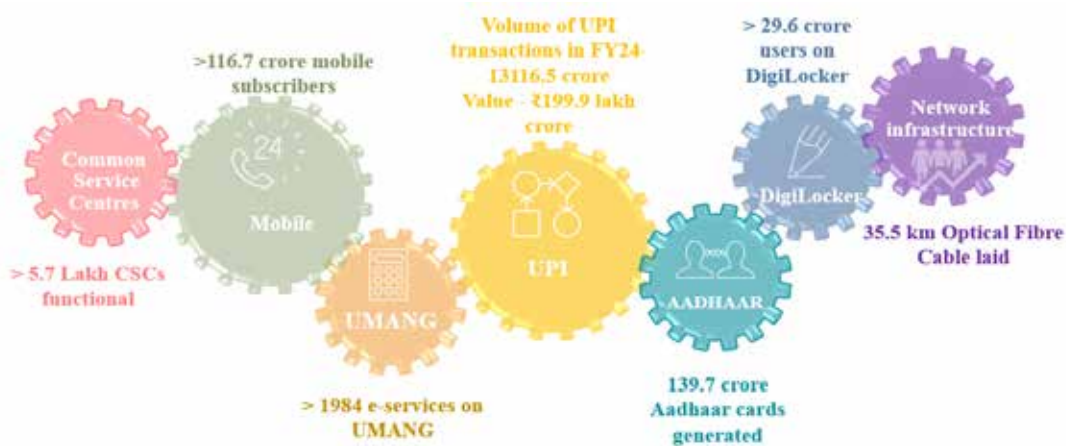 >116.7 crore mobile
subscribers
Volume of UPI
transactions in FY24-
13116.5 crore
Value - ₹199.9 lakh
crore
> 29.6 crore
users on
DigiLocker
Network
infrastructure
Common
Service
Centres
24
Mobile
DigiLocker
35.5 km Optical Fibre
Cable laid
> 5.7 Lakh CSCs
functional
UMANG
UPI
AADHAAR
> 1984 e-services on
UMANG
139.7 crore
Aadhaar cards
generated